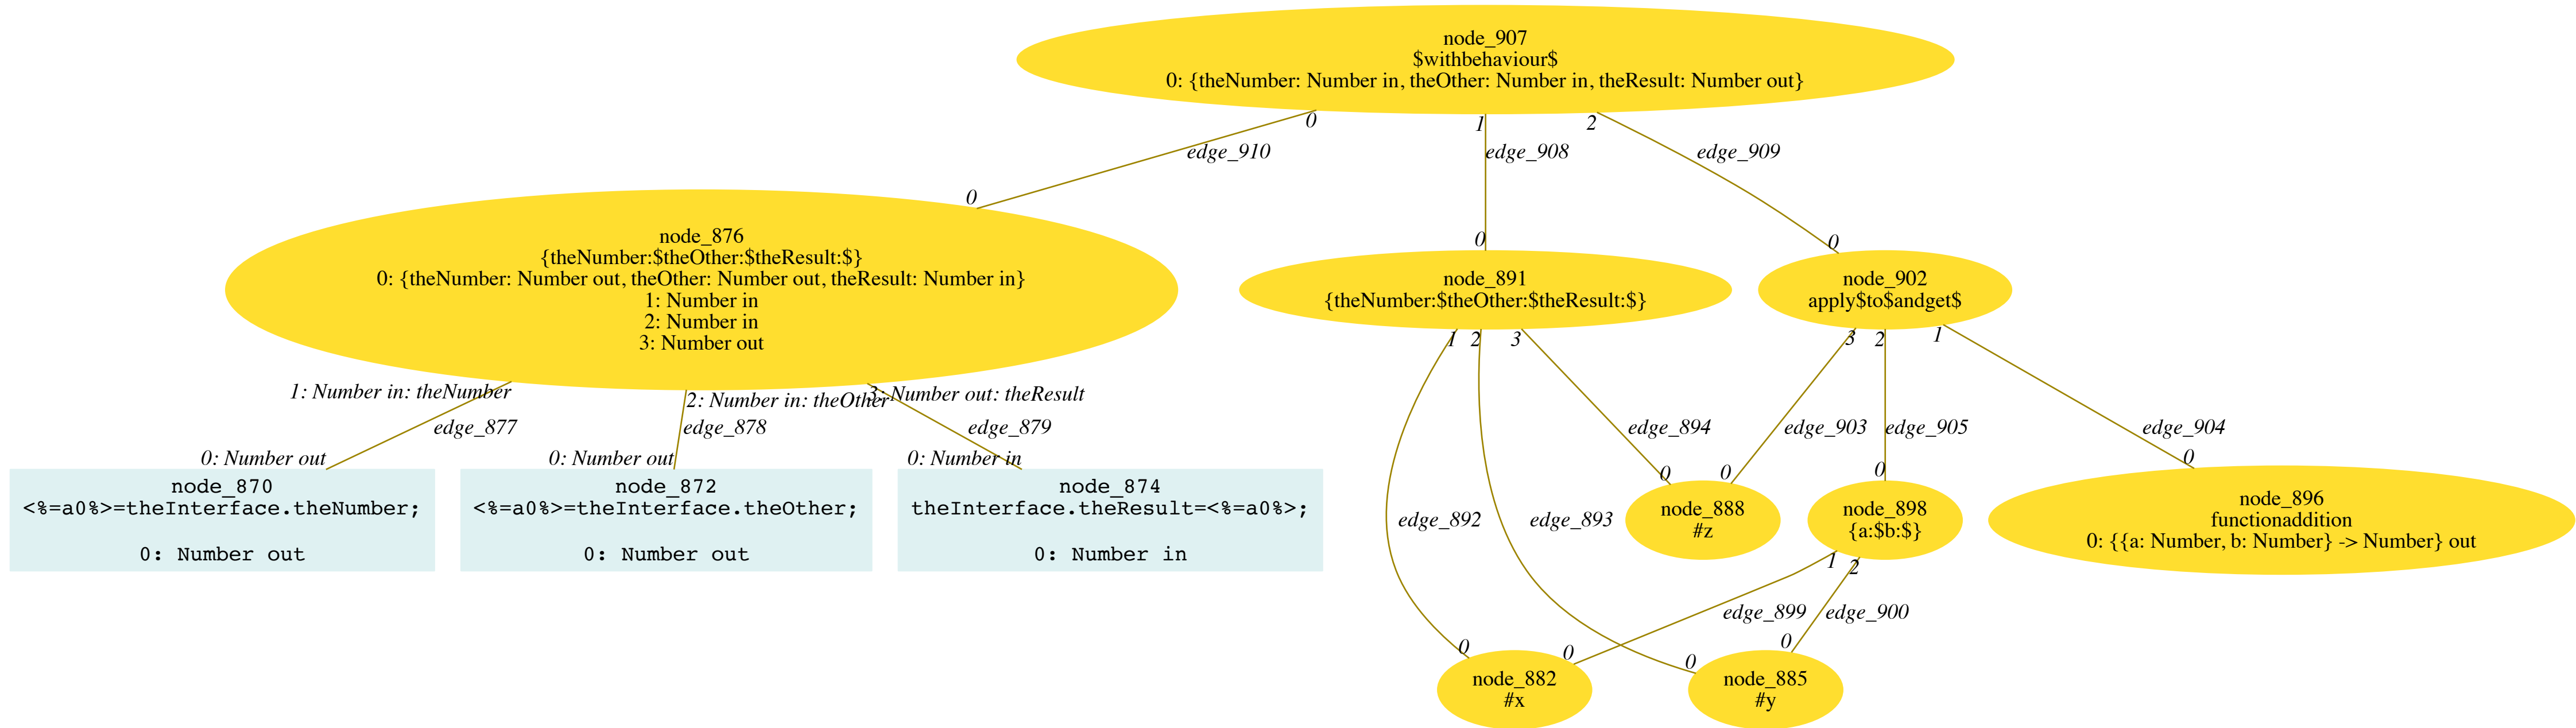 node_907
$withbehaviour$
0: {theNumber: Number in, theOther: Number in, theResult: Number out}
0
1
2
edge_910
edge_908
edge_909
0
0
0
node_876
{theNumber:$theOther:$theResult:$}
0: {theNumber: Number out, theOther: Number out, theResult: Number in}
1: Number in
2: Number in
3: Number out
node_891
{theNumber:$theOther:$theResult:$}
node_902
apply$to$andget$
1: Number in: theNumber
2: Number in: theOther
3: Number out: theResult
1
2
3
3
2
1
edge_877
edge_878
edge_879
edge_894
edge_903
edge_905
edge_904
0: Number out
0: Number out
0: Number in
0
0
0
0
node_870
<%=a0%>=theInterface.theNumber;
0: Number out
node_872
<%=a0%>=theInterface.theOther;
0: Number out
node_874
theInterface.theResult=<%=a0%>;
0: Number in
edge_892
edge_893
node_888
#z
node_898
{a:$b:$}
node_896
functionaddition
0: {{a: Number, b: Number} -> Number} out
1
2
edge_899
edge_900
0
0
0
0
node_882
#x
node_885
#y